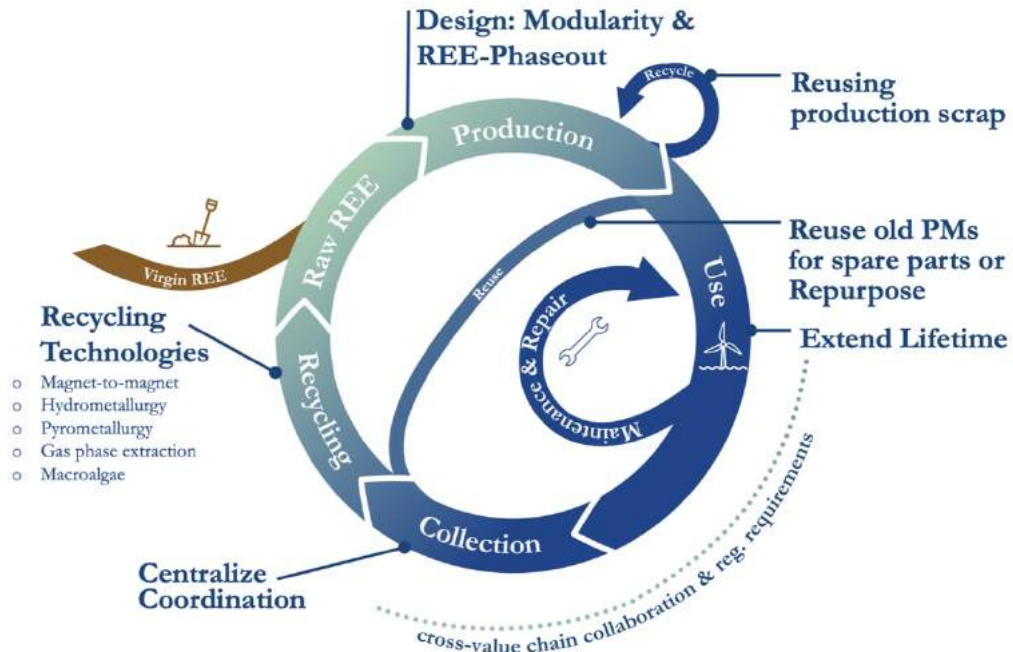 Design: Modularity &
REE-Phaseout
Recycle
Reusing
production scrap
Production
Raw REE
Virgin REE
Reuse
Reuse old PMs
for spare parts or
Repurpose
Use
Maintenance & Repair
Extend Lifetime
Recycling
Technologies
o Magnet-to-magnet
o Hydrometallurgy
o Pyrometallurgy
o Gas phase extraction
o Macroalgae
Recycling
Collection
Centralize
Coordination
cross-value chain collaboration & reg. requirements